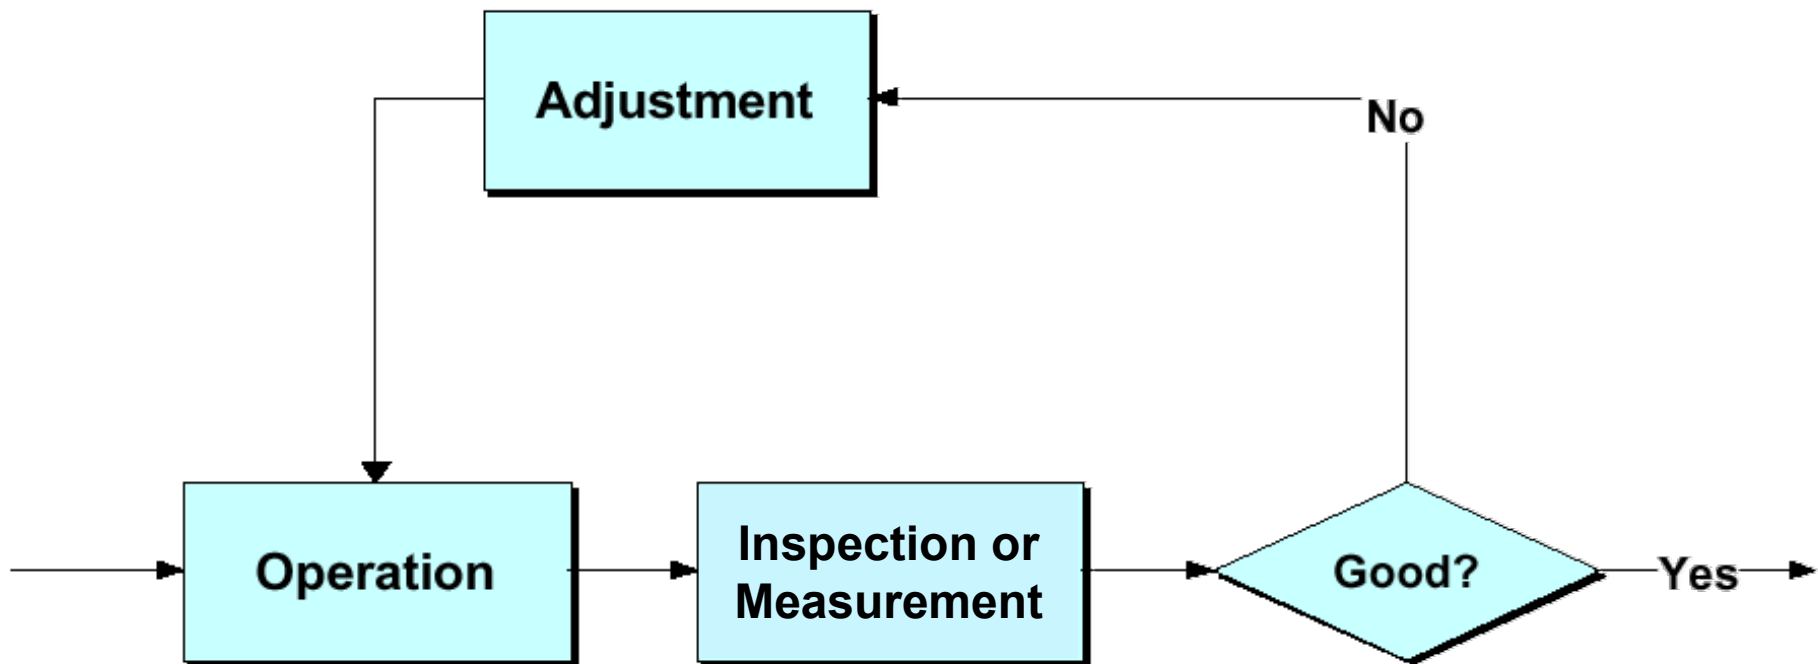 Adjustment
No
Operation
Inspection or
Measurement
Good?
Yes